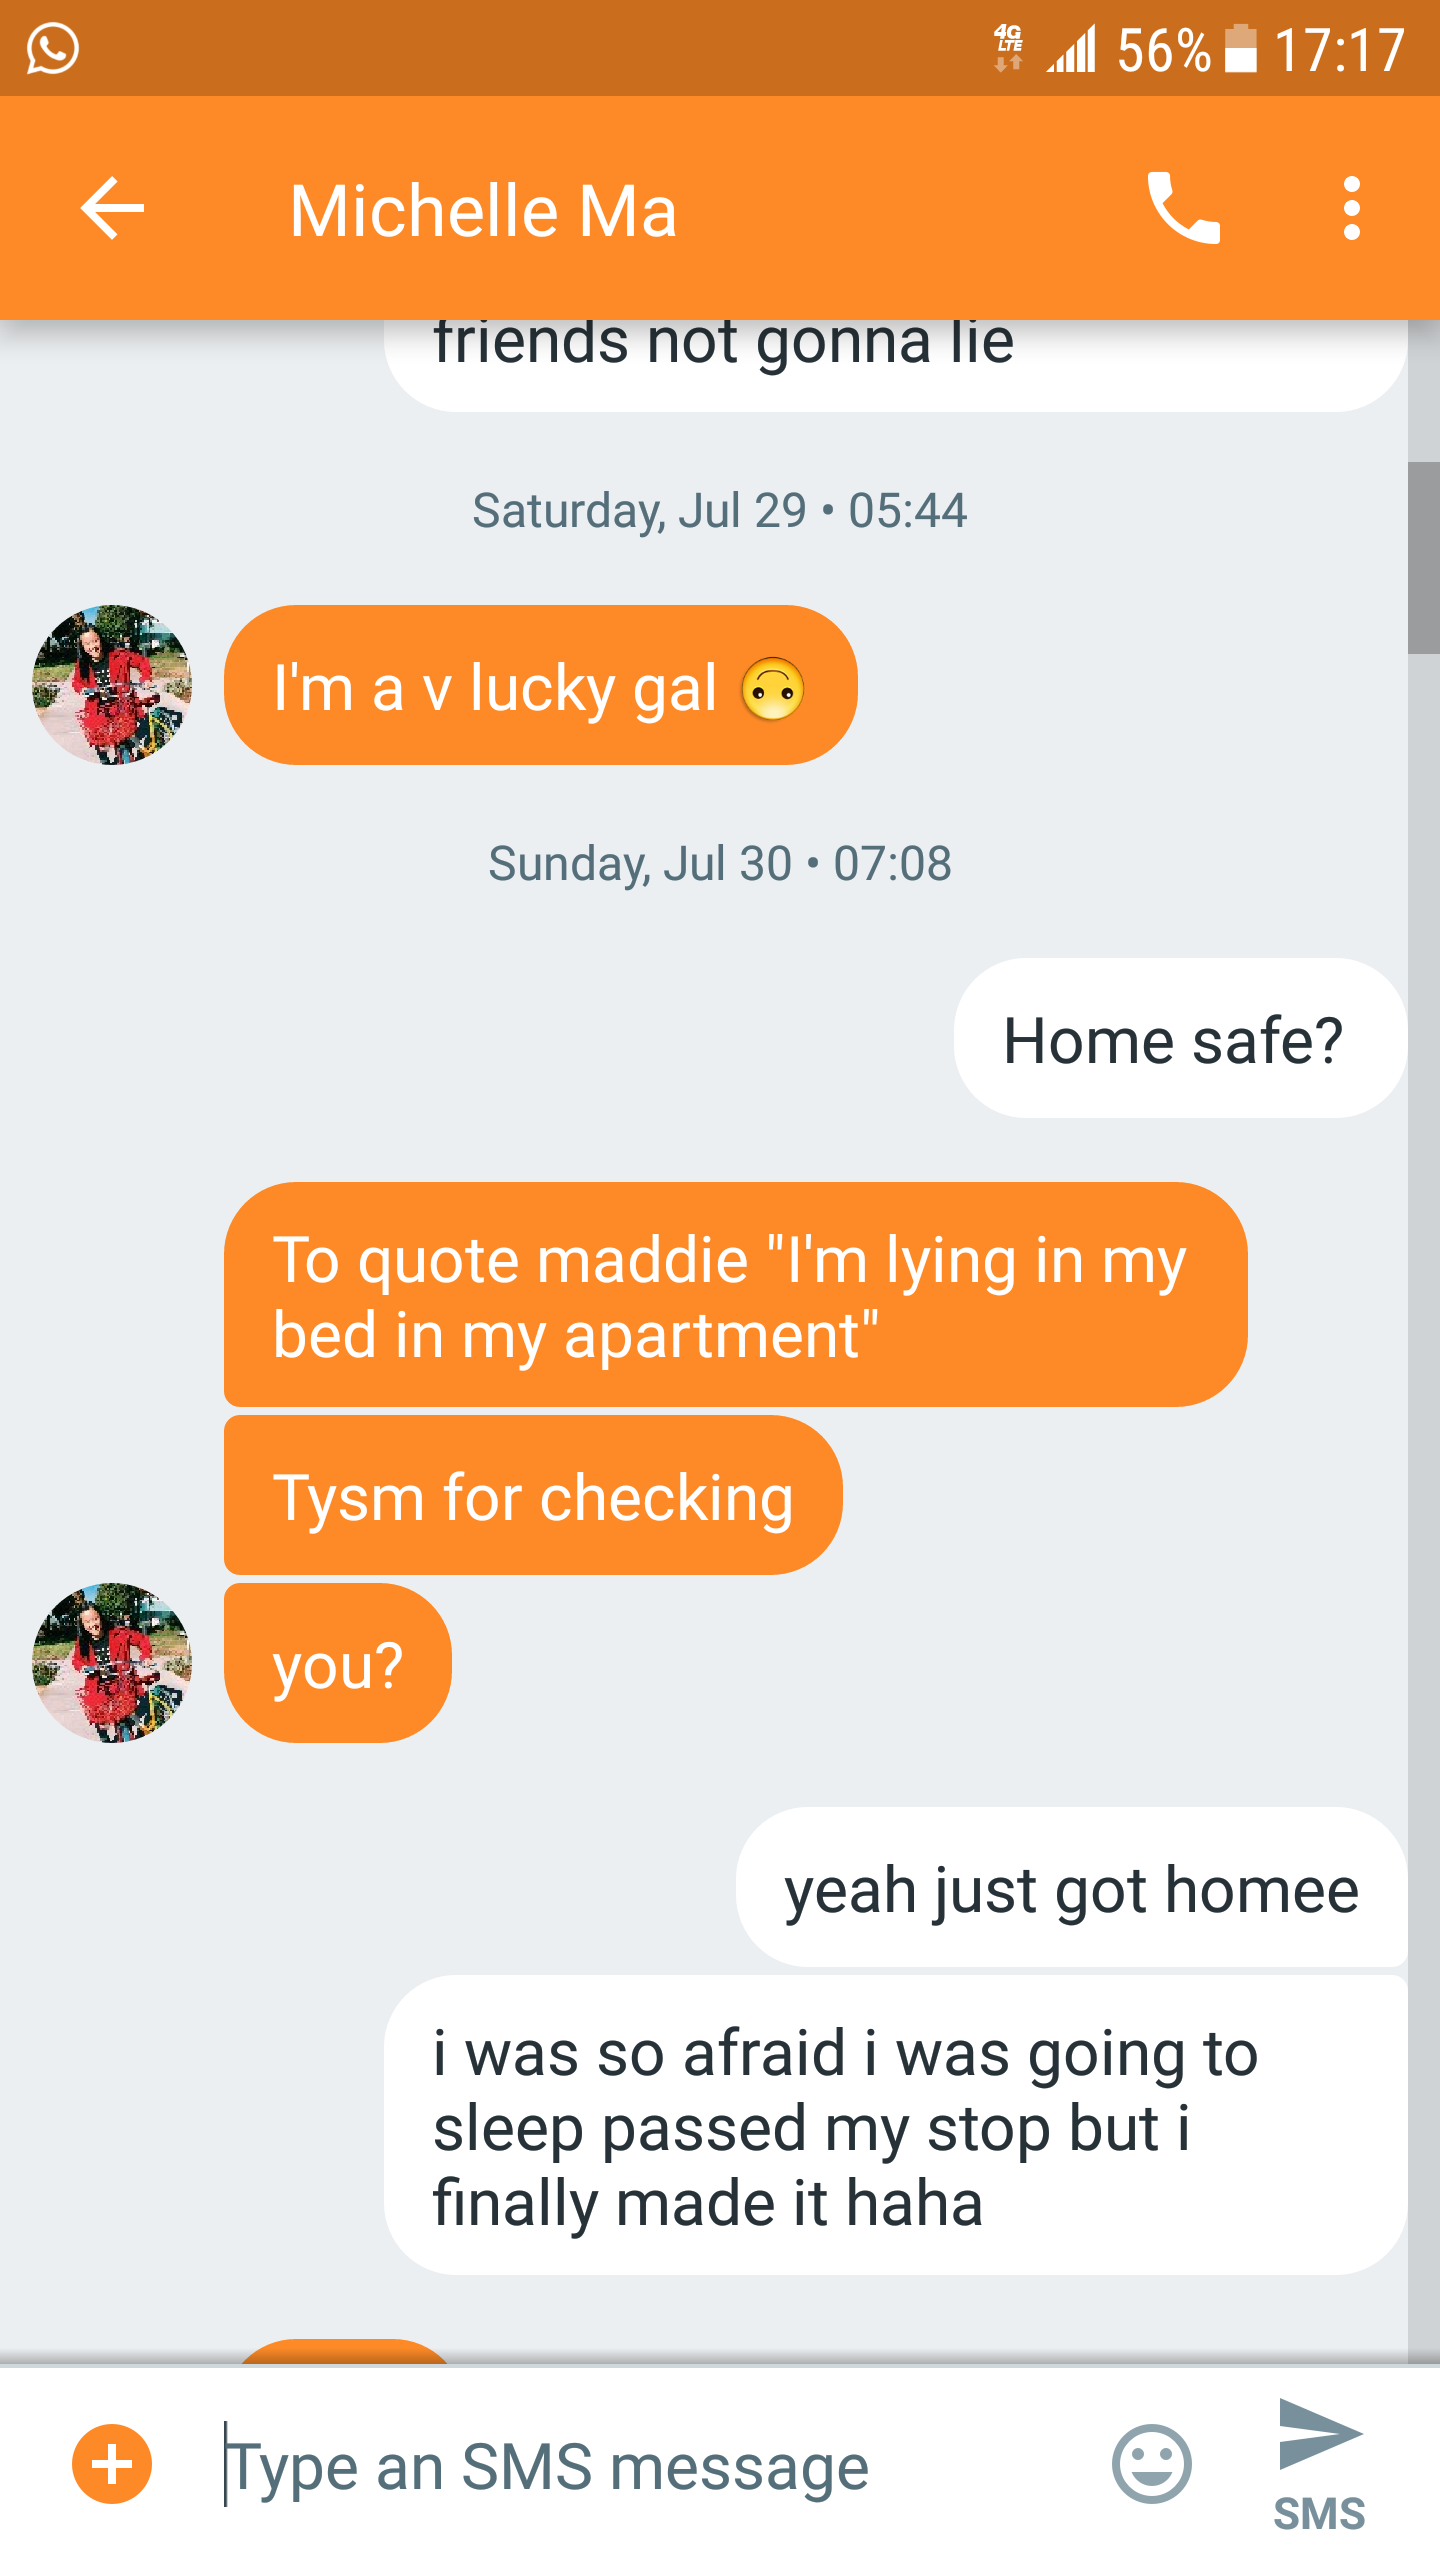 4G
LTE
56%
17:17
Michelle Ma
friends not gonna lie
Saturday, Jul 29 • 05:44
I'm a v lucky gal 🙃
Sunday, Jul 30 • 07:08
Home safe?
To quote maddie "I'm lying in my
bed in my apartment"
Tysm for checking
you?
yeah just got homee
i was so afraid i was going to
sleep passed my stop but i
finally made it haha
Type an SMS message
SMS